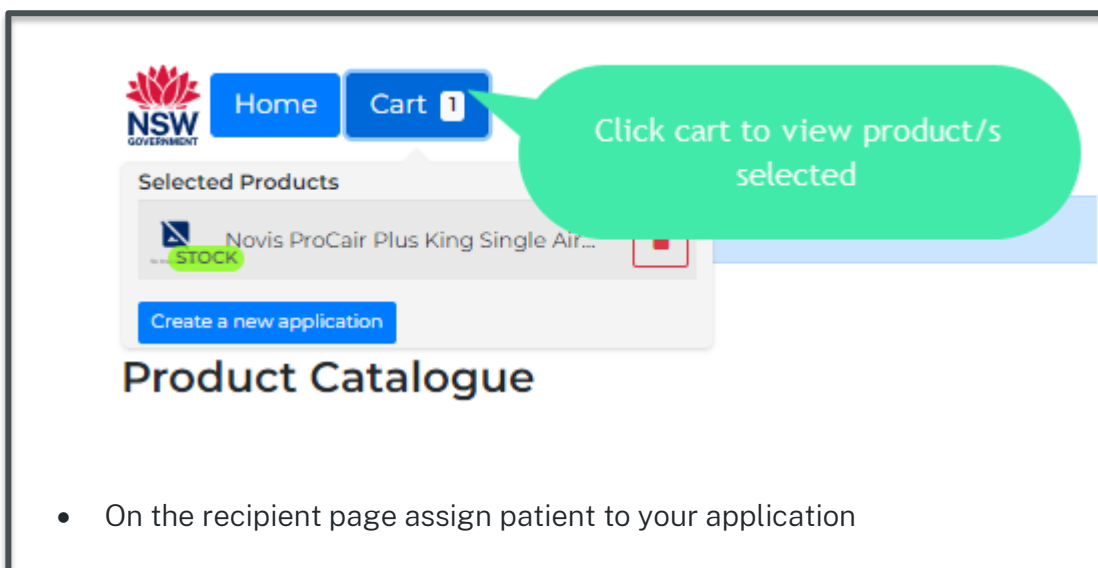 NSW
GOVERNMENT
Home
Cart 1
Click cart to view product/s
selected
Selected Products
Novis ProCair Plus King Single Air...
STOCK
Create a new application
Product Catalogue
• On the recipient page assign patient to your application